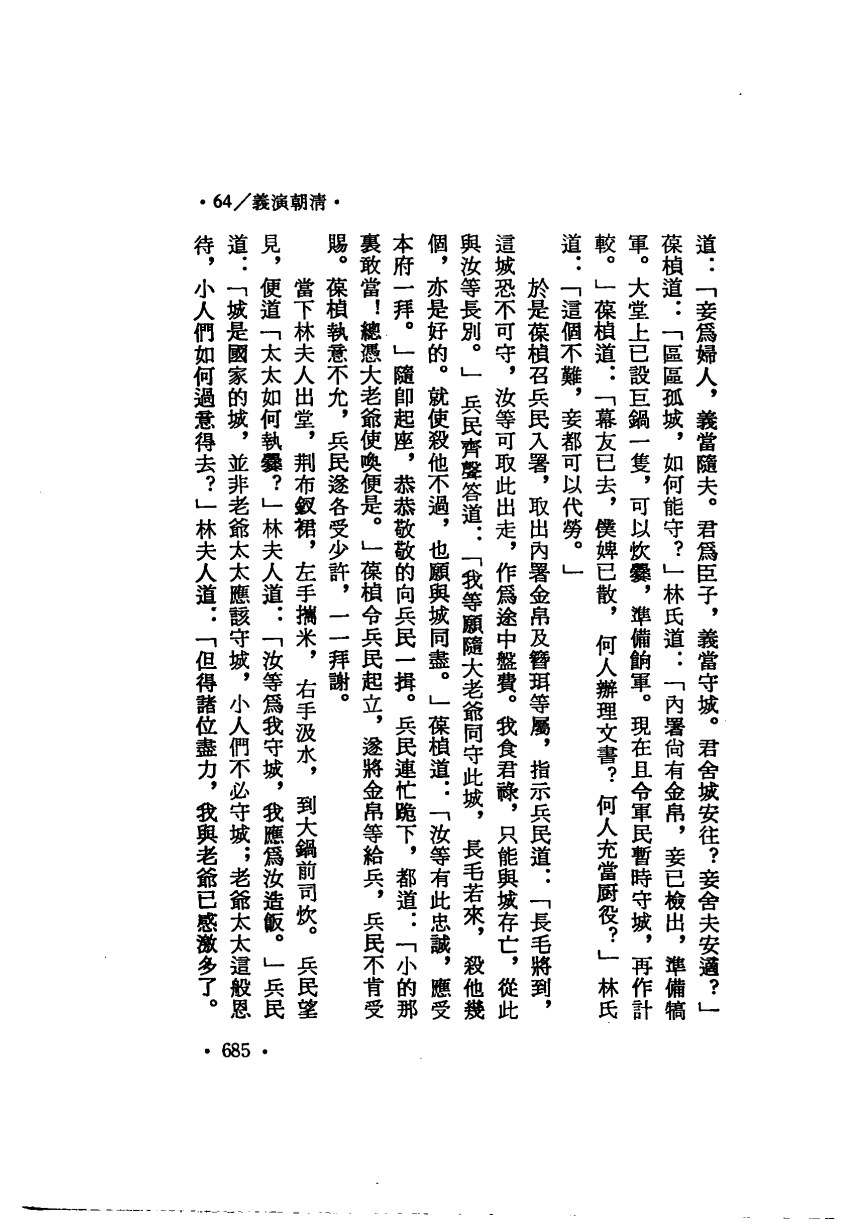 ·64／義演朝清·
道：「妾爲婦人，義當隨夫。君爲臣子，義當守城。君舍城安往？妾舍夫安適？」
葆楨道：「區區孤城，如何能守？」林氏道：「內署尙有金帛，妾已檢出，準備犒
軍。大堂上已設巨鍋一隻，可以炊爨，準備餉軍。現在且令軍民暫時守城，再作計
較。」葆楨道：「幕友已去，僕婢已散，何人辦理文書？何人充當厨役？」林氏
道：「這個不難，妾都可以代勞。」
於是葆楨召兵民入署，取出內署金帛及簪珥等屬，指示兵民道：「長毛將到，
這城恐不可守，汝等可取此出走，作爲途中盤費。我食君祿，只能與城存亡，從此
與汝等長別。」兵民齊聲答道：「我等願隨大老爺同守此城，長毛若來，殺他幾
個，亦是好的。就使殺他不過，也願與城同盡。」葆楨道：「汝等有此忠誠，應受
本府一拜。」隨卽起座，恭恭敬敬的向兵民一揖。兵民連忙跪下，都道：「小的那
裏敢當！總憑大老爺使喚便是。」葆楨令兵民起立，遂將金帛等給兵，兵民不肯受
賜。葆楨執意不允，兵民遂各受少許，一一拜謝。
當下林夫人出堂，荆布釵裙，左手攜米，右手汲水，到大鍋前司炊。兵民望
見，便道「太太如何執爨？」林夫人道：「汝等爲我守城，我應爲汝造飯。」兵民
道：「城是國家的城，並非老爺太太應該守城，小人們不必守城；老爺太太這般恩
待，小人們如何過意得去？」林夫人道：「但得諸位盡力，我與老爺已感激多了。
·685·